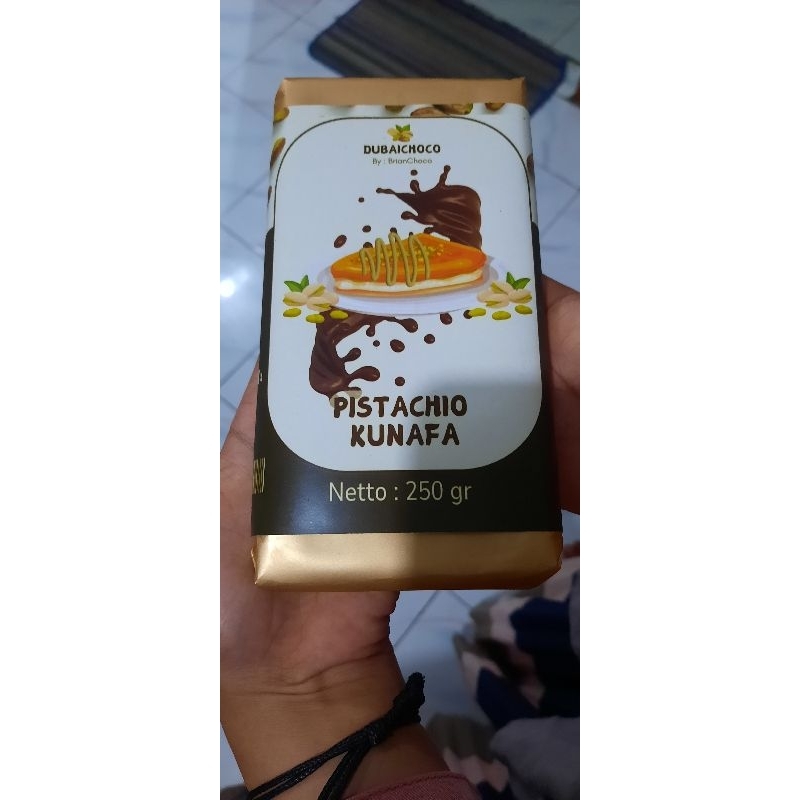 DUBAICHOCO
By : BrianChoco
PISTACHIO
KUNAFA
Netto : 250 gr